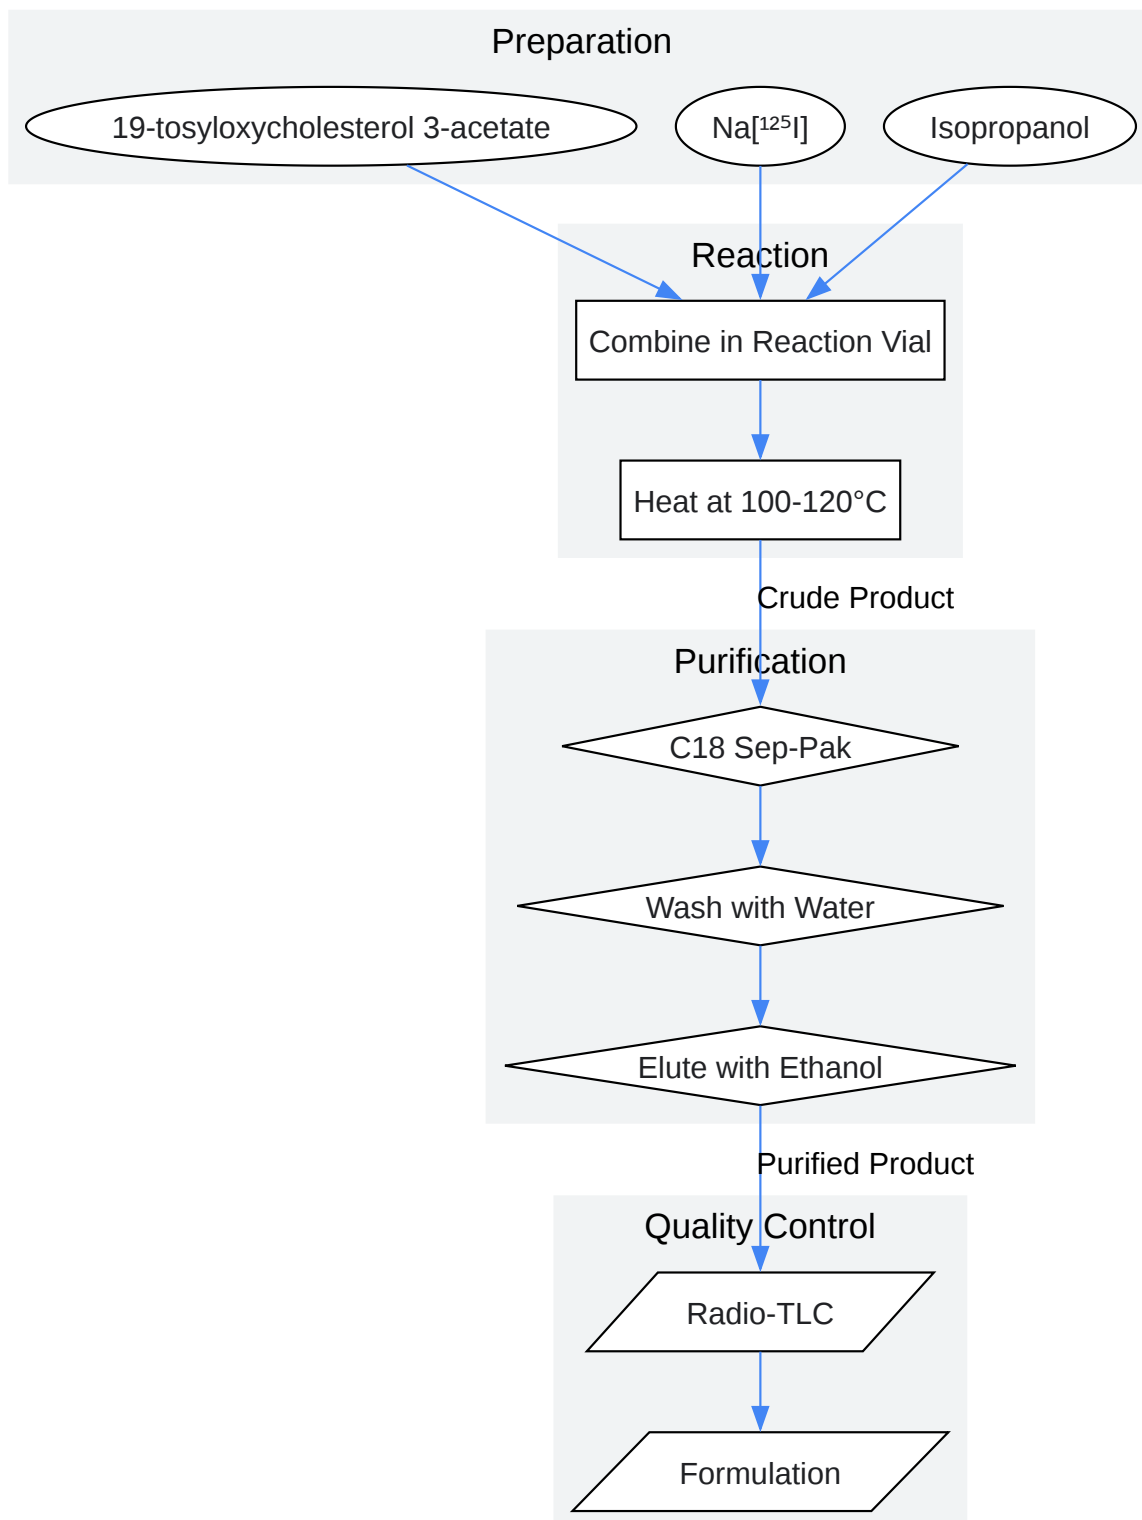 Preparation
19-tosyloxycholesterol 3-acetate
Na[¹²⁵I]
Isopropanol
Reaction
Combine in Reaction Vial
Heat at 100-120°C
Crude Product
Purification
C18 Sep-Pak
Wash with Water
Elute with Ethanol
Purified Product
Quality Control
Radio-TLC
Formulation